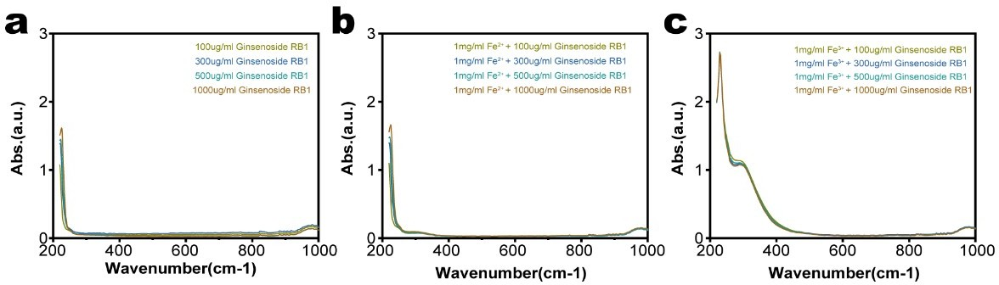 a
3
2
1
0
200
400
600
800
1000
Abs.(a.u.)
Wavenumber(cm-1)
100ug/ml Ginsenoside RB1
300ug/ml Ginsenoside RB1
500ug/ml Ginsenoside RB1
1000ug/ml Ginsenoside RB1
b
3
2
1
0
200
400
600
800
1000
Abs.(a.u.)
Wavenumber(cm-1)
1mg/ml Fe²⁺ + 100ug/ml Ginsenoside RB1
1mg/ml Fe²⁺ + 300ug/ml Ginsenoside RB1
1mg/ml Fe²⁺ + 500ug/ml Ginsenoside RB1
1mg/ml Fe²⁺ + 1000ug/ml Ginsenoside RB1
c
3
2
1
0
200
400
600
800
1000
Abs.(a.u.)
Wavenumber(cm-1)
1mg/ml Fe³⁺ + 100ug/ml Ginsenoside RB1
1mg/ml Fe³⁺ + 300ug/ml Ginsenoside RB1
1mg/ml Fe³⁺ + 500ug/ml Ginsenoside RB1
1mg/ml Fe³⁺ + 1000ug/ml Ginsenoside RB1